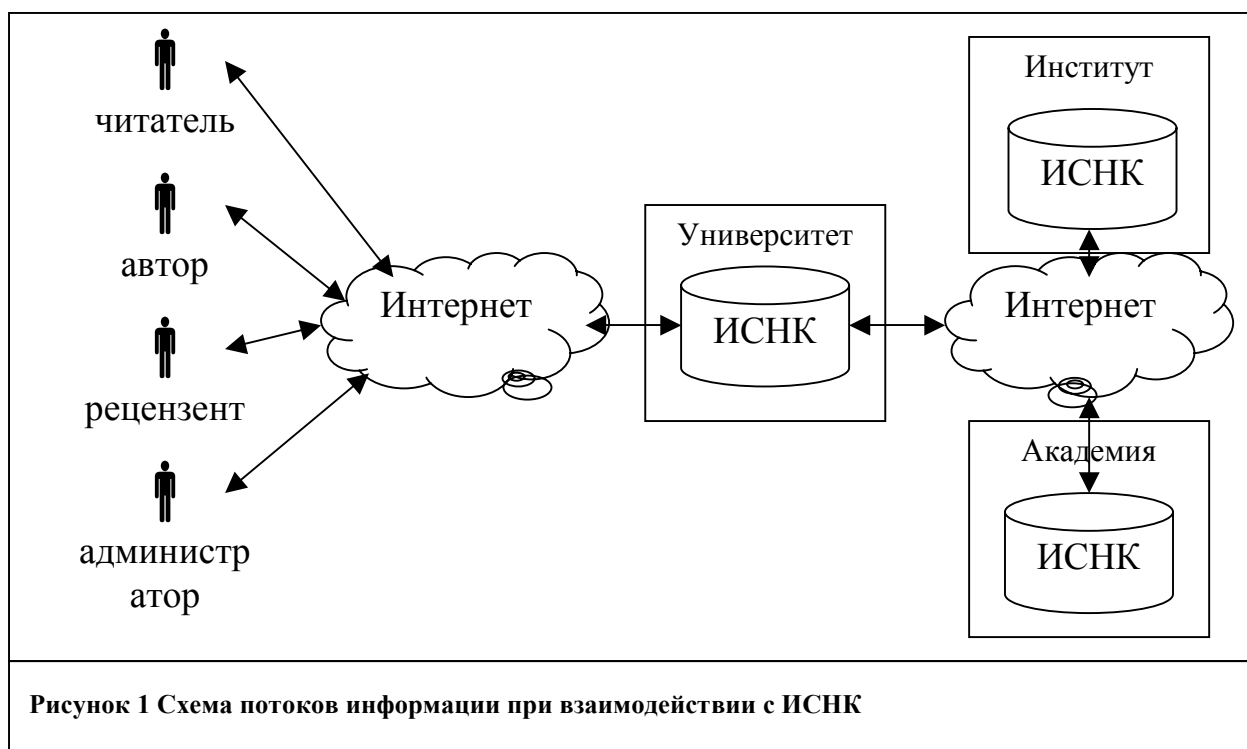 читатель
автор
рецензент
администр
атор
Интернет
Университет
ИСНК
Интернет
Институт
ИСНК
Академия
ИСНК
Рисунок 1 Схема потоков информации при взаимодействии с ИСНК